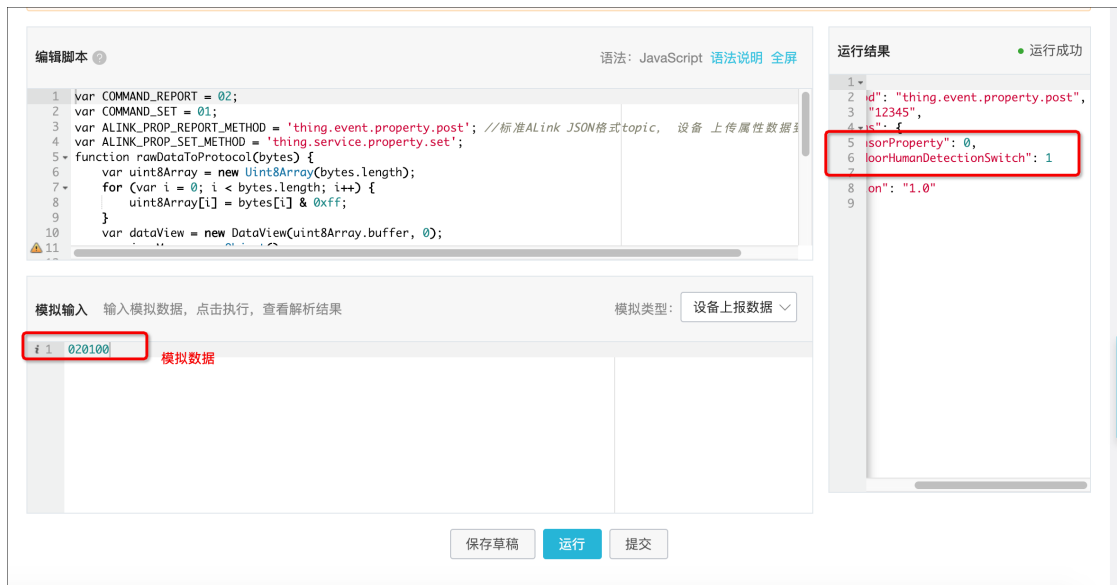 编辑脚本
语法: JavaScript 语法说明 全屏
1 var COMMAND_REPORT = 02;
2 var COMMAND_SET = 01;
3 var ALINK_PROP_REPORT_METHOD = 'thing.event.property.post'; //标准ALink JSON格式topic, 设备 上传属性数据
4 var ALINK_PROP_SET_METHOD = 'thing.service.property.set';
5 function rawDataToProtocol(bytes) {
6 var uint8Array = new Uint8Array(bytes.length);
7 for (var i = 0; i < bytes.length; i++) {
8 uint8Array[i] = bytes[i] & 0xff;
9 }
10 var dataView = new DataView(uint8Array.buffer, 0);
11
运行结果
运行成功
1
2 d": "thing.event.property.post",
3 "12345",
4 s": {
5 sorProperty": 0,
6 oorHumanDetectionSwitch": 1
7
8 on": "1.0"
9
模拟输入 输入模拟数据，点击执行，查看解析结果
模拟类型: 设备上报数据
i 1 020100
模拟数据
保存草稿 运行 提交